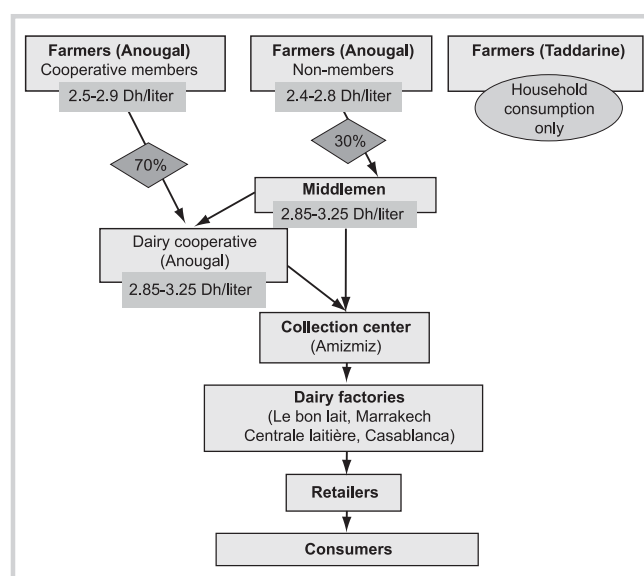 Farmers (Anougal)
Cooperative members
2.5-2.9 Dh/liter
Farmers (Anougal)
Non-members
2.4-2.8 Dh/liter
Farmers (Taddarine)
Household
consumption
only
70%
30%
Middlemen
2.85-3.25 Dh/liter
Dairy cooperative
(Anougal)
2.85-3.25 Dh/liter
Collection center
(Amizmiz)
Dairy factories
(Le bon lait, Marrakech
Centrale laitière, Casablanca)
Retailers
Consumers